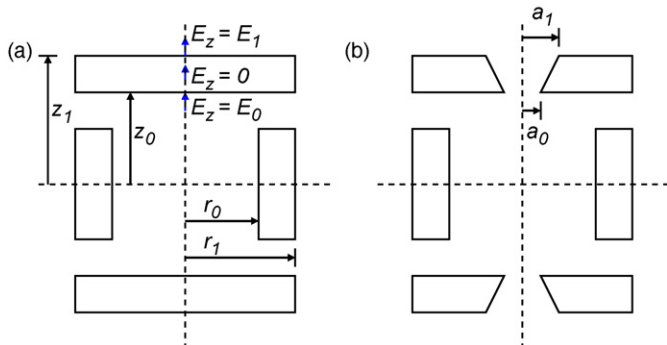 (a)
E_z = E_1
E_z = 0
E_z = E_0
z_1
z_0
r_0
r_1
(b)
a_1
a_0